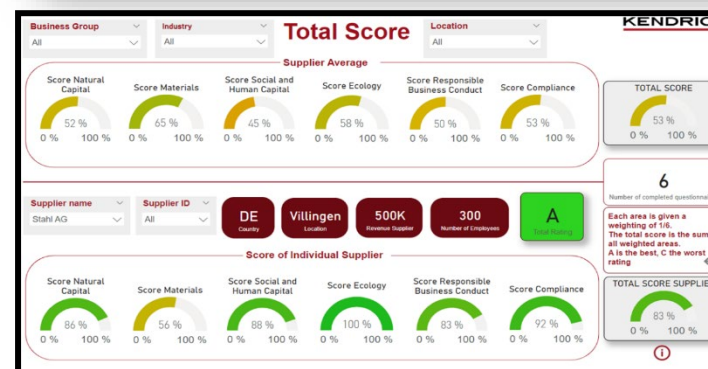 Business Group
All
Industry
All
Total Score
Location
All
KENDRIO
Supplier Average
Score Natural Capital
52 %
0 % 100 %
Score Materials
65 %
0 % 100 %
Score Social and Human Capital
45 %
0 % 100 %
Score Ecology
58 %
0 % 100 %
Score Responsible Business Conduct
50 %
0 % 100 %
Score Compliance
53 %
0 % 100 %
TOTAL SCORE
53 %
0 % 100 %
6
Number of completed questionnai
Supplier name
Stahl AG
Supplier ID
All
DE
Country
Villingen
Location
500K
Revenue Supplier
300
Number of Employees
A
Total Rating
Each area is given a
weighting of 1/6.
The total score is the sum
all weighted areas.
A is the best, C the worst
rating
Score of Individual Supplier
Score Natural Capital
86 %
0 % 100 %
Score Materials
56 %
0 % 100 %
Score Social and Human Capital
88 %
0 % 100 %
Score Ecology
100 %
0 % 100 %
Score Responsible Business Conduct
83 %
0 % 100 %
Score Compliance
92 %
0 % 100 %
TOTAL SCORE SUPPLIE
83 %
0 % 100 %